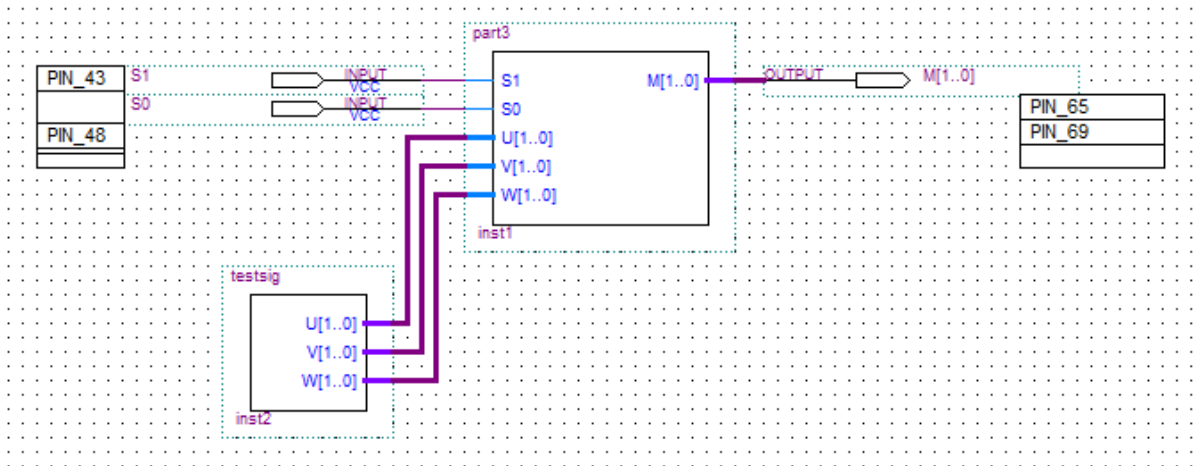 part3
PIN_43
S1
INPUT
VCC
S1
M[1..0]
OUTPUT
M[1..0]
S0
INPUT
VCC
S0
PIN_65
PIN_48
U[1..0]
PIN_69
V[1..0]
W[1..0]
inst1
testsig
U[1..0]
V[1..0]
W[1..0]
inst2